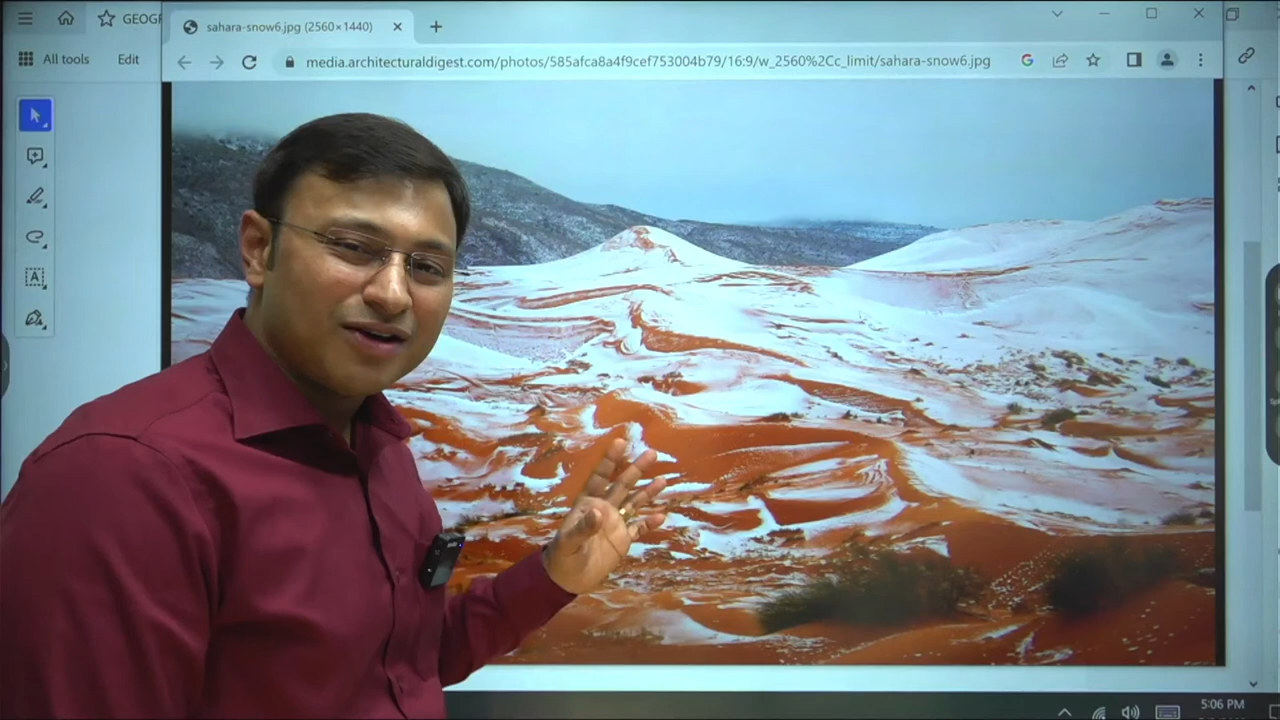 GEOGR
sahara-snow6.jpg (2560×1440)
All tools
Edit
media.architecturaldigest.com/photos/585afca8a4f9cef753004b79/16:9/w_2560%2Cc_limit/sahara-snow6.jpg
A
5:06 PM